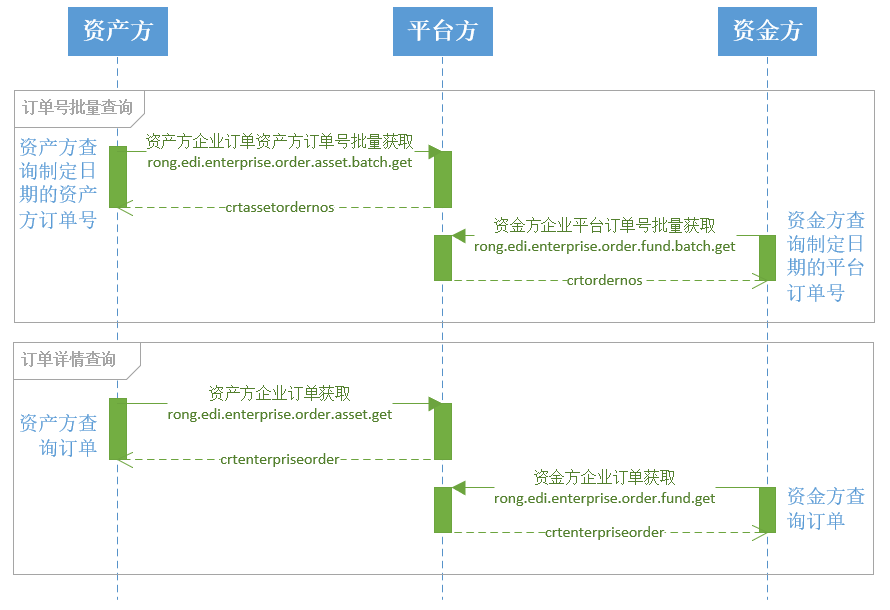 资产方
平台方
资金方
订单号批量查询
资产方查
询制定日
期的资产
方订单号
资产方企业订单资产方订单号批量获取
rong.edi.enterprise.order.asset.batch.get
crtassetordernos
资金方企业平台订单号批量获取
rong.edi.enterprise.order.fund.batch.get
crtordernos
资金方查
询制定日
期的平台
订单号
订单详情查询
资产方查
询订单
资产方企业订单获取
rong.edi.enterprise.order.asset.get
crtenterpriseorder
资金方企业订单获取
rong.edi.enterprise.order.fund.get
crtenterpriseorder
资金方查
询订单